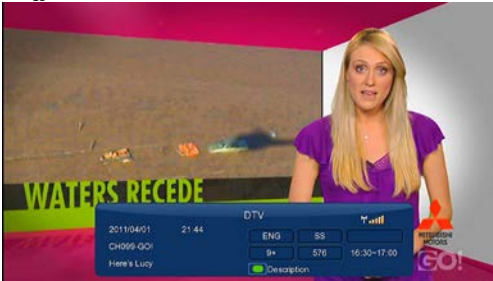 WATERS RECEDE
DTV
2011/04/01 21:44
ENG SS
CH099-GO!
9+ 576 16:30~17:00
Here's Lucy
Description
MITSUBISHI
MOTORS
GO!